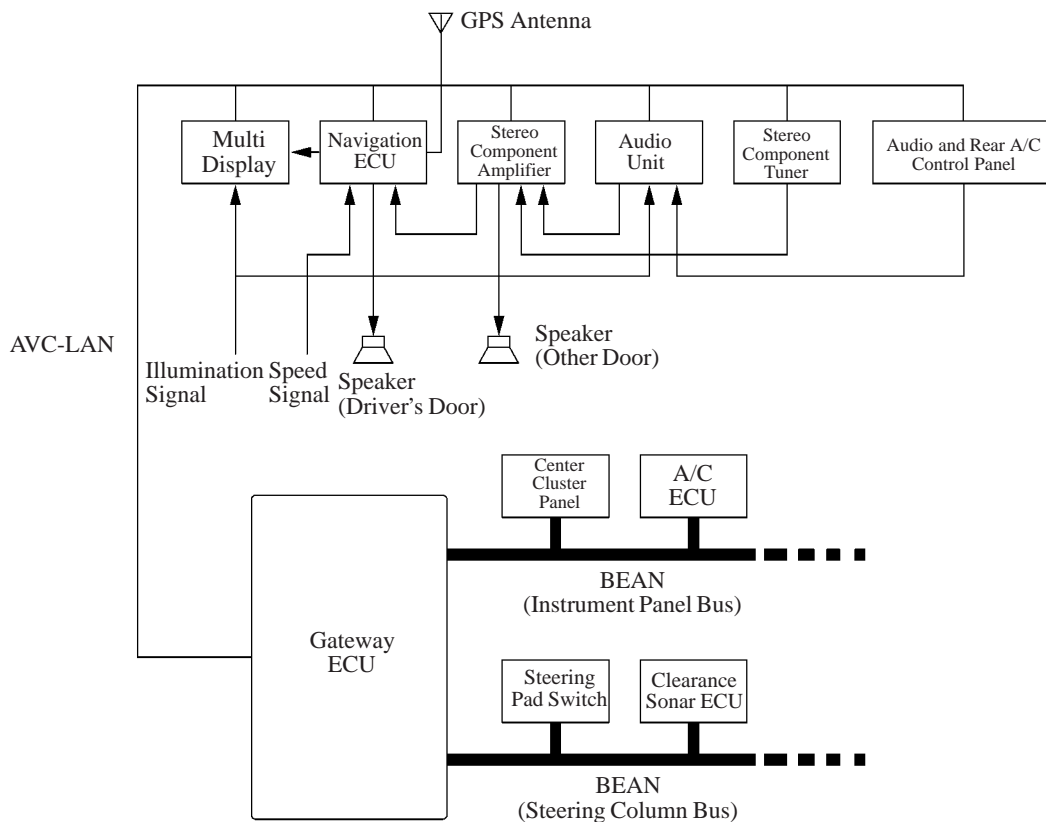 GPS Antenna
Multi
Display
Navigation
ECU
Stereo
Component
Amplifier
Audio
Unit
Stereo
Component
Tuner
Audio and Rear A/C
Control Panel
AVC-LAN
Illumination
Signal
Speed
Signal
Speaker
(Driver's Door)
Speaker
(Other Door)
Center
Cluster
Panel
A/C
ECU
BEAN
(Instrument Panel Bus)
Gateway
ECU
Steering
Pad Switch
Clearance
Sonar ECU
BEAN
(Steering Column Bus)